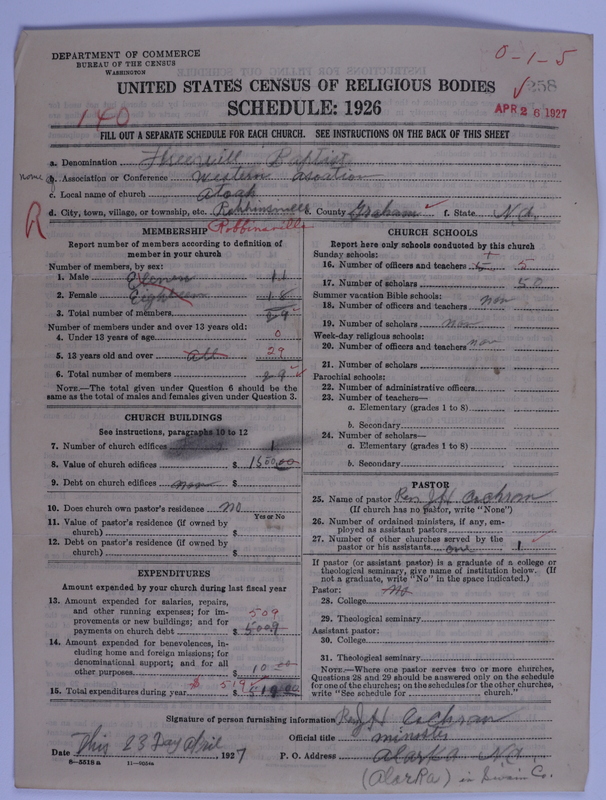 DEPARTMENT OF COMMERCE
BUREAU OF THE CENSUS
WASHINGTON
0-1-5
UNITED STATES CENSUS OF RELIGIOUS BODIES
258
SCHEDULE: 1926
APR 26 1927
140
FILL OUT A SEPARATE SCHEDULE FOR EACH CHURCH. SEE INSTRUCTIONS ON THE BACK OF THIS SHEET
a. Denomination Freewill Baptist
b. Association or Conference Western Asoation
c. Local name of church Atoah
d. City, town, village, or township, etc. Robbinsville e. County Graham f. State N.C.
R
Robbinsville
MEMBERSHIP
Report number of members according to definition of
member in your church
Number of members, by sex:
1. Male Eleven 11
2. Female Eighteen 18
3. Total number of members 29
Number of members under and over 13 years old:
4. Under 13 years of age 0
5. 13 years old and over All 29
6. Total number of members 29
NOTE.—The total given under Question 6 should be the
same as the total of males and females given under Question 3.
CHURCH BUILDINGS
See instructions, paragraphs 10 to 12
7. Number of church edifices 1
8. Value of church edifices $ 1500.00
9. Debt on church edifices non $
10. Does church own pastor's residence no
Yes or No
11. Value of pastor's residence (if owned by
church) $
12. Debt on pastor's residence (if owned by
church) $
EXPENDITURES
Amount expended by your church during last fiscal year
13. Amount expended for salaries, repairs,
and other running expenses; for im-
provements or new buildings; and for
payments on church debt $ 509
14. Amount expended for benevolences, in-
cluding home and foreign missions; for
denominational support; and for all
other purposes $ 10.00
15. Total expenditures during year $ 519
CHURCH SCHOOLS
Report here only schools conducted by this church
Sunday schools:
16. Number of officers and teachers 5 5
17. Number of scholars 50
Summer vacation Bible schools:
18. Number of officers and teachers non
19. Number of scholars non
Week-day religious schools:
20. Number of officers and teachers non
21. Number of scholars
Parochial schools:
22. Number of administrative officers
23. Number of teachers—
a. Elementary (grades 1 to 8)
b. Secondary
24. Number of scholars—
a. Elementary (grades 1 to 8)
b. Secondary
PASTOR
25. Name of pastor Rev J H Cochran
(If church has no pastor, write "None")
26. Number of ordained ministers, if any, em-
ployed as assistant pastors
27. Number of other churches served by the
pastor or his assistants one 1
If pastor (or assistant pastor) is a graduate of a college or
theological seminary, give name of institution below. (If
not a graduate, write "No" in the space indicated.)
Pastor: No
28. College
29. Theological seminary
Assistant pastor:
30. College
31. Theological seminary
NOTE.—Where one pastor serves two or more churches,
Questions 28 and 29 should be answered only on the schedule
for one of the churches; on the schedules for the other churches,
write "See schedule for church."
Signature of person furnishing information Rev J H Cochran
Official title minister
Date This 23 Day April 1927 P. O. Address Alarka N.C.
8—5518a 11—9054a
(Alarka) in Swain Co.